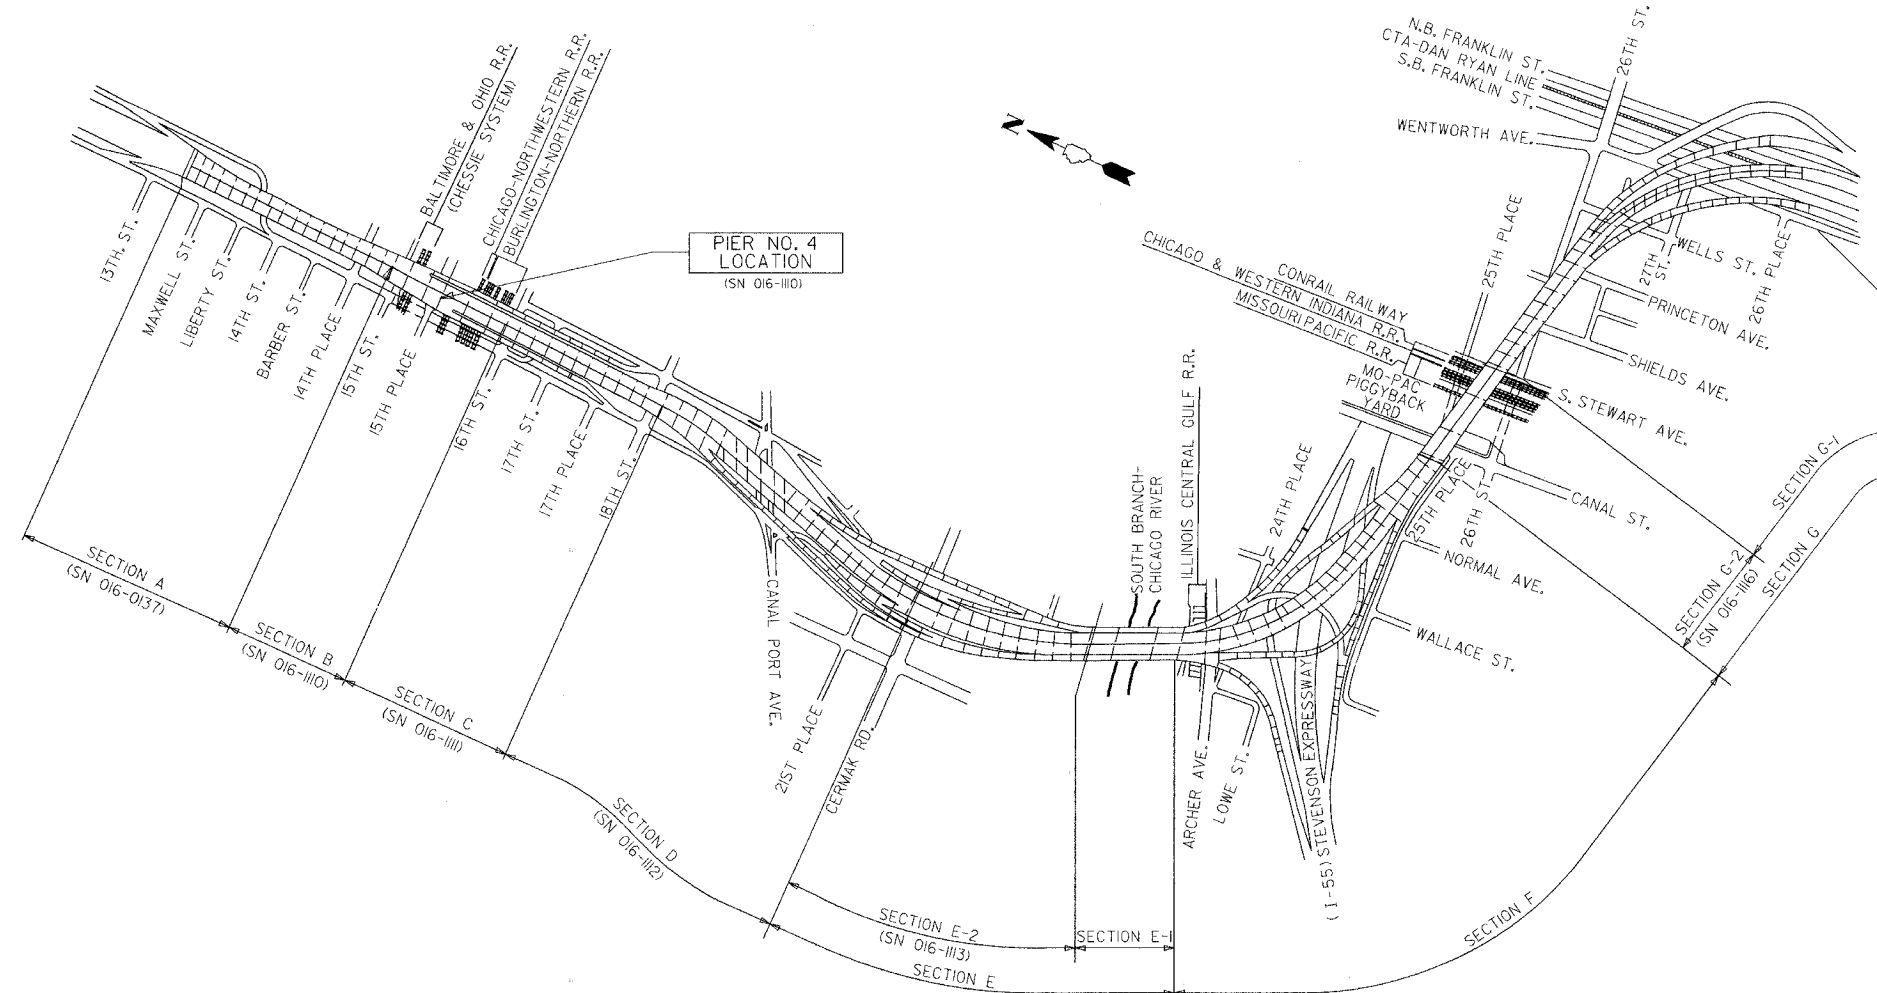 N.B. FRANKLIN ST.
CTA-DAN RYAN LINE
S.B. FRANKLIN ST.
26TH ST.
WENTWORTH AVE.
BALTIMORE & OHIO R.R.
(CHESSIE SYSTEM)
CHICAGO-NORTHWESTERN R.R.
BURLINGTON-NORTHERN R.R.
N
PIER NO. 4
LOCATION
(SN 016-1110)
13TH. ST.
MAXWELL ST.
LIBERTY ST.
14TH ST.
BARBER ST.
14TH PLACE
15TH ST.
15TH PLACE
16TH ST.
17TH ST.
17TH PLACE
18TH ST.
CANAL PORT AVE.
21ST PLACE
CERMAK RD.
SOUTH BRANCH-
CHICAGO RIVER
ILLINOIS CENTRAL GULF R.R.
ARCHER AVE.
LOWE ST.
(I-55) STEVENSON EXPRESSWAY
24TH PLACE
CONRAIL RAILWAY
CHICAGO & WESTERN INDIANA R.R.
MISSOURI PACIFIC R.R.
MO-PAC
PIGGYBACK
YARD
25TH PLACE
WELLS ST.
27TH
ST.
26TH PLACE
PRINCETON AVE.
SHIELDS AVE.
S. STEWART AVE.
CANAL ST.
25TH PLACE
26TH ST.
NORMAL AVE.
WALLACE ST.
SECTION A
(SN 016-0137)
SECTION B
(SN 016-1110)
SECTION C
(SN 016-1111)
SECTION D
(SN 016-1112)
SECTION E-2
(SN 016-1113)
SECTION E-1
SECTION E
SECTION F
SECTION G-2
(SN 016-1116)
SECTION G
SECTION G-1